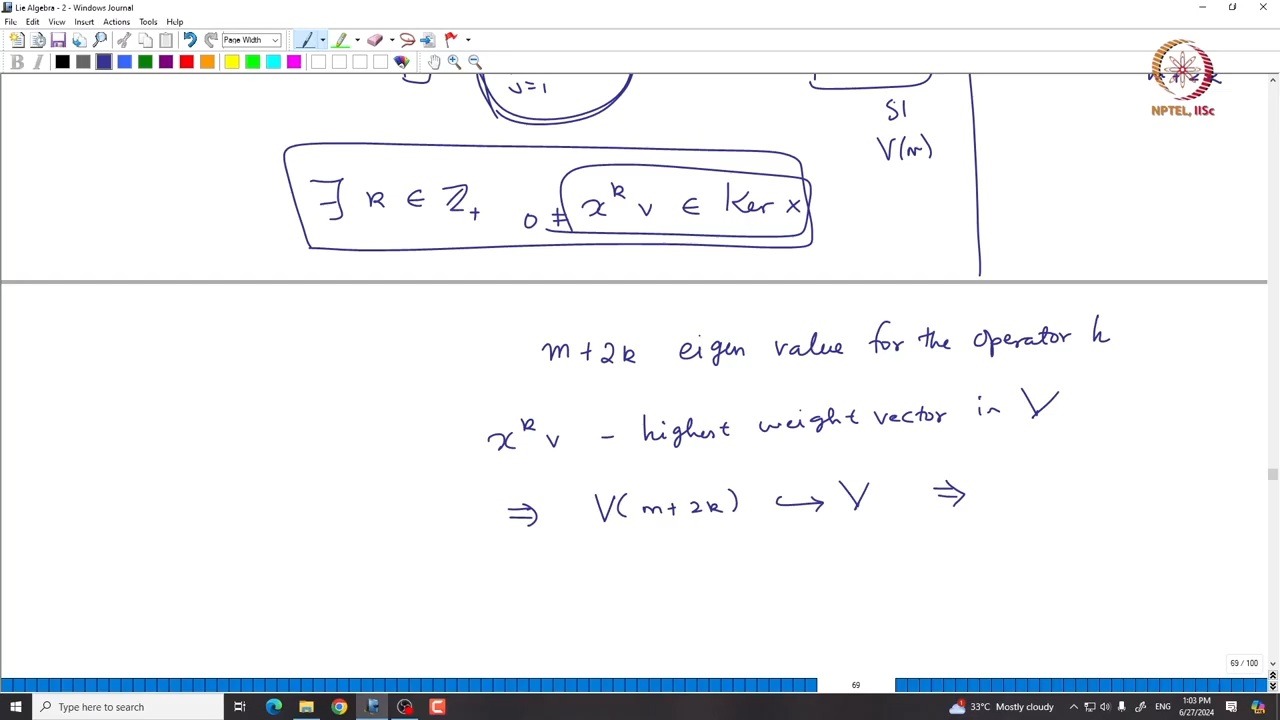 Lie Algebra - 2 - Windows Journal
File Edit View Insert Actions Tools Help
Page Width
B I
v=1
NPTEL, IISc
S|
V(m)
∃ k ∈ ℤ₊ 0 ≠ x^k v ∈ Ker x
m + 2k eigen value for the operator h
x^k v - highest weight vector in V
⇒ V(m+2k) ↪ V ⇒
69 / 100
69
Type here to search
33°C Mostly cloudy
1:03 PM
6/27/2024